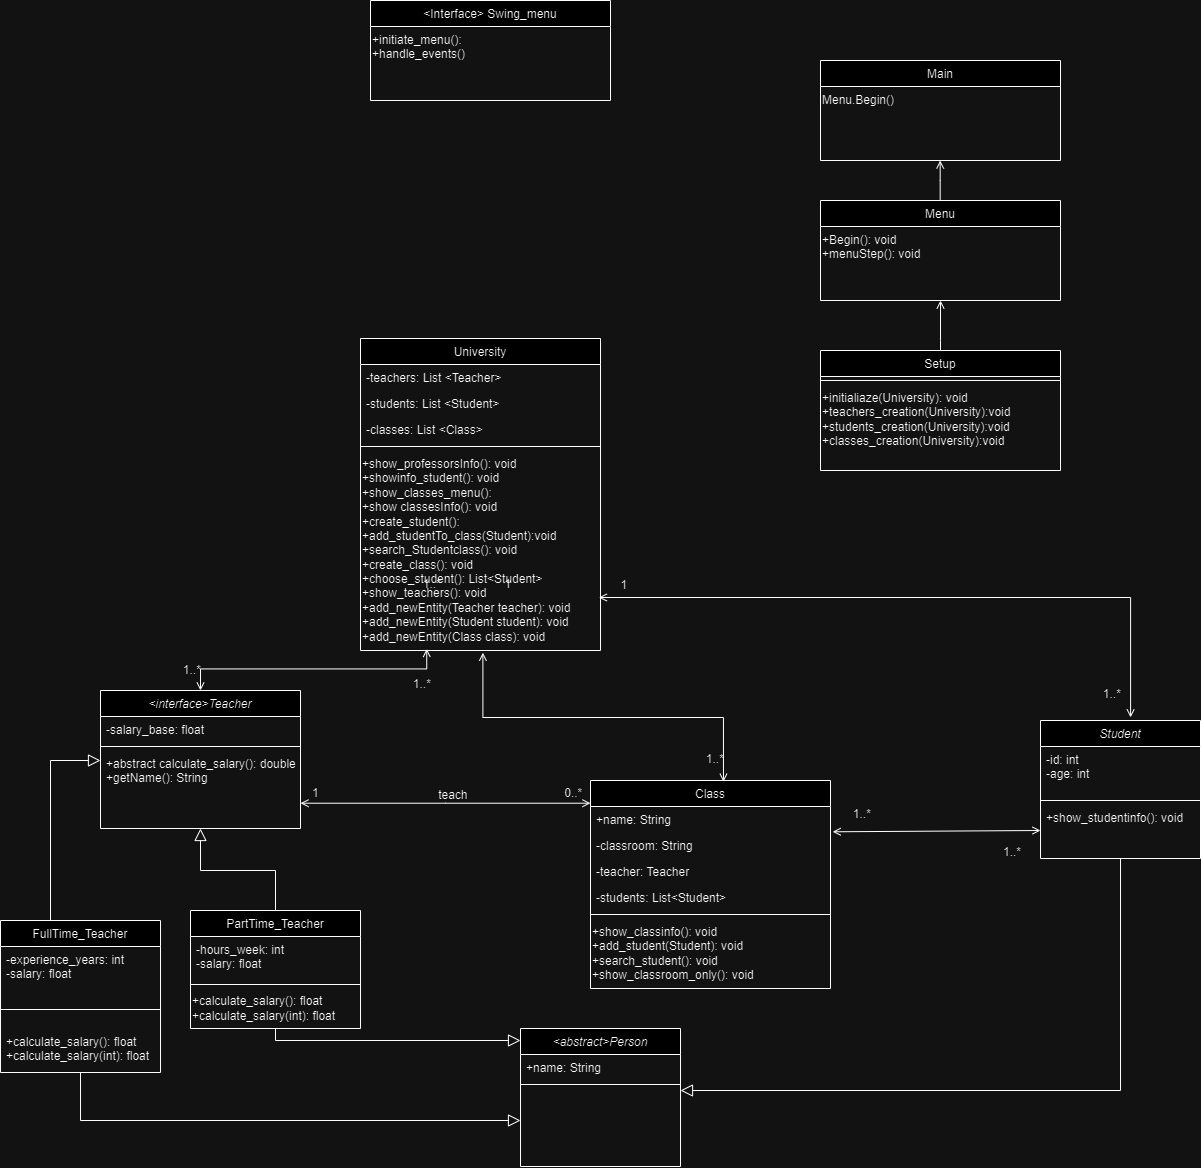 <Interface> Swing_menu
+initiate_menu():
+handle_events()
Main
Menu.Begin()
Menu
+Begin(): void
+menuStep(): void
Setup
+initialiaze(University): void
+teachers_creation(University):void
+students_creation(University):void
+classes_creation(University):void
University
-teachers: List <Teacher>
-students: List <Student>
-classes: List <Class>
+show_professorsInfo(): void
+showinfo_student(): void
+show_classes_menu():
+show classesInfo(): void
+create_student():
+add_studentTo_class(Student):void
+search_Studentclass(): void
+create_class(): void
+choose_student(): List<Student>
+show_teachers(): void
+add_newEntity(Teacher teacher): void
+add_newEntity(Student student): void
+add_newEntity(Class class): void
1
1
1..*
1..*
1..*
1..*
<interface>Teacher
-salary_base: float
+abstract calculate_salary(): double
+getName(): String
1
teach
0..*
Class
+name: String
-classroom: String
-teacher: Teacher
-students: List<Student>
+show_classinfo(): void
+add_student(Student): void
+search_student(): void
+show_classroom_only(): void
1..*
1..*
Student
-id: int
-age: int
+show_studentinfo(): void
FullTime_Teacher
-experience_years: int
-salary: float
+calculate_salary(): float
+calculate_salary(int): float
PartTime_Teacher
-hours_week: int
-salary: float
+calculate_salary(): float
+calculate_salary(int): float
<abstract>Person
+name: String